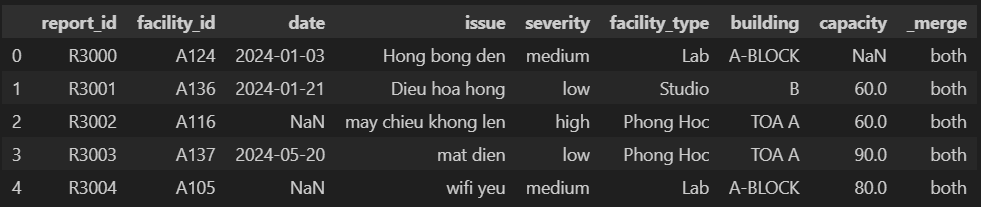 report_id facility_id date issue severity facility_type building capacity _merge
0 R3000 A124 2024-01-03 Hong bong den medium Lab A-BLOCK NaN both
1 R3001 A136 2024-01-21 Dieu hoa hong low Studio B 60.0 both
2 R3002 A116 NaN may chieu khong len high Phong Hoc TOA A 60.0 both
3 R3003 A137 2024-05-20 mat dien low Phong Hoc TOA A 90.0 both
4 R3004 A105 NaN wifi yeu medium Lab A-BLOCK 80.0 both